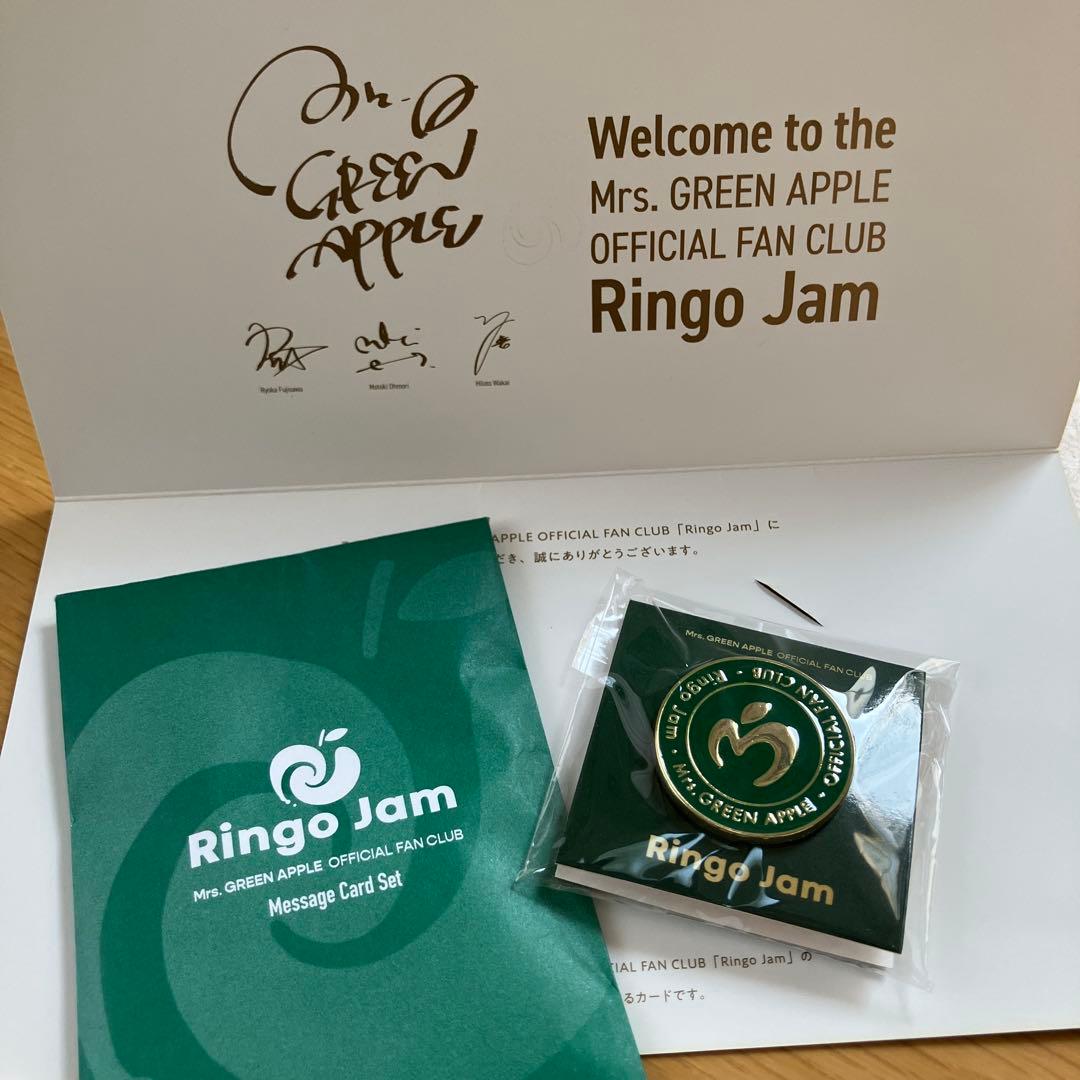 Mrs.
GREEN
APPLE
Welcome to the
Mrs. GREEN APPLE
OFFICIAL FAN CLUB
Ringo Jam
Ryoka Fujisawa
Motoki Ohmori
Hiroto Wakai
APPLE OFFICIAL FAN CLUB「Ringo Jam」に
だき、誠にありがとうございます。
Ringo Jam
Mrs. GREEN APPLE OFFICIAL FAN CLUB
Message Card Set
Mrs. GREEN APPLE OFFICIAL FAN CLUB
Ringo Jam・Mrs. GREEN APPLE・OFFICIAL FAN CLUB・
Ringo Jam
IAL FAN CLUB「Ringo Jam」の
るカードです。